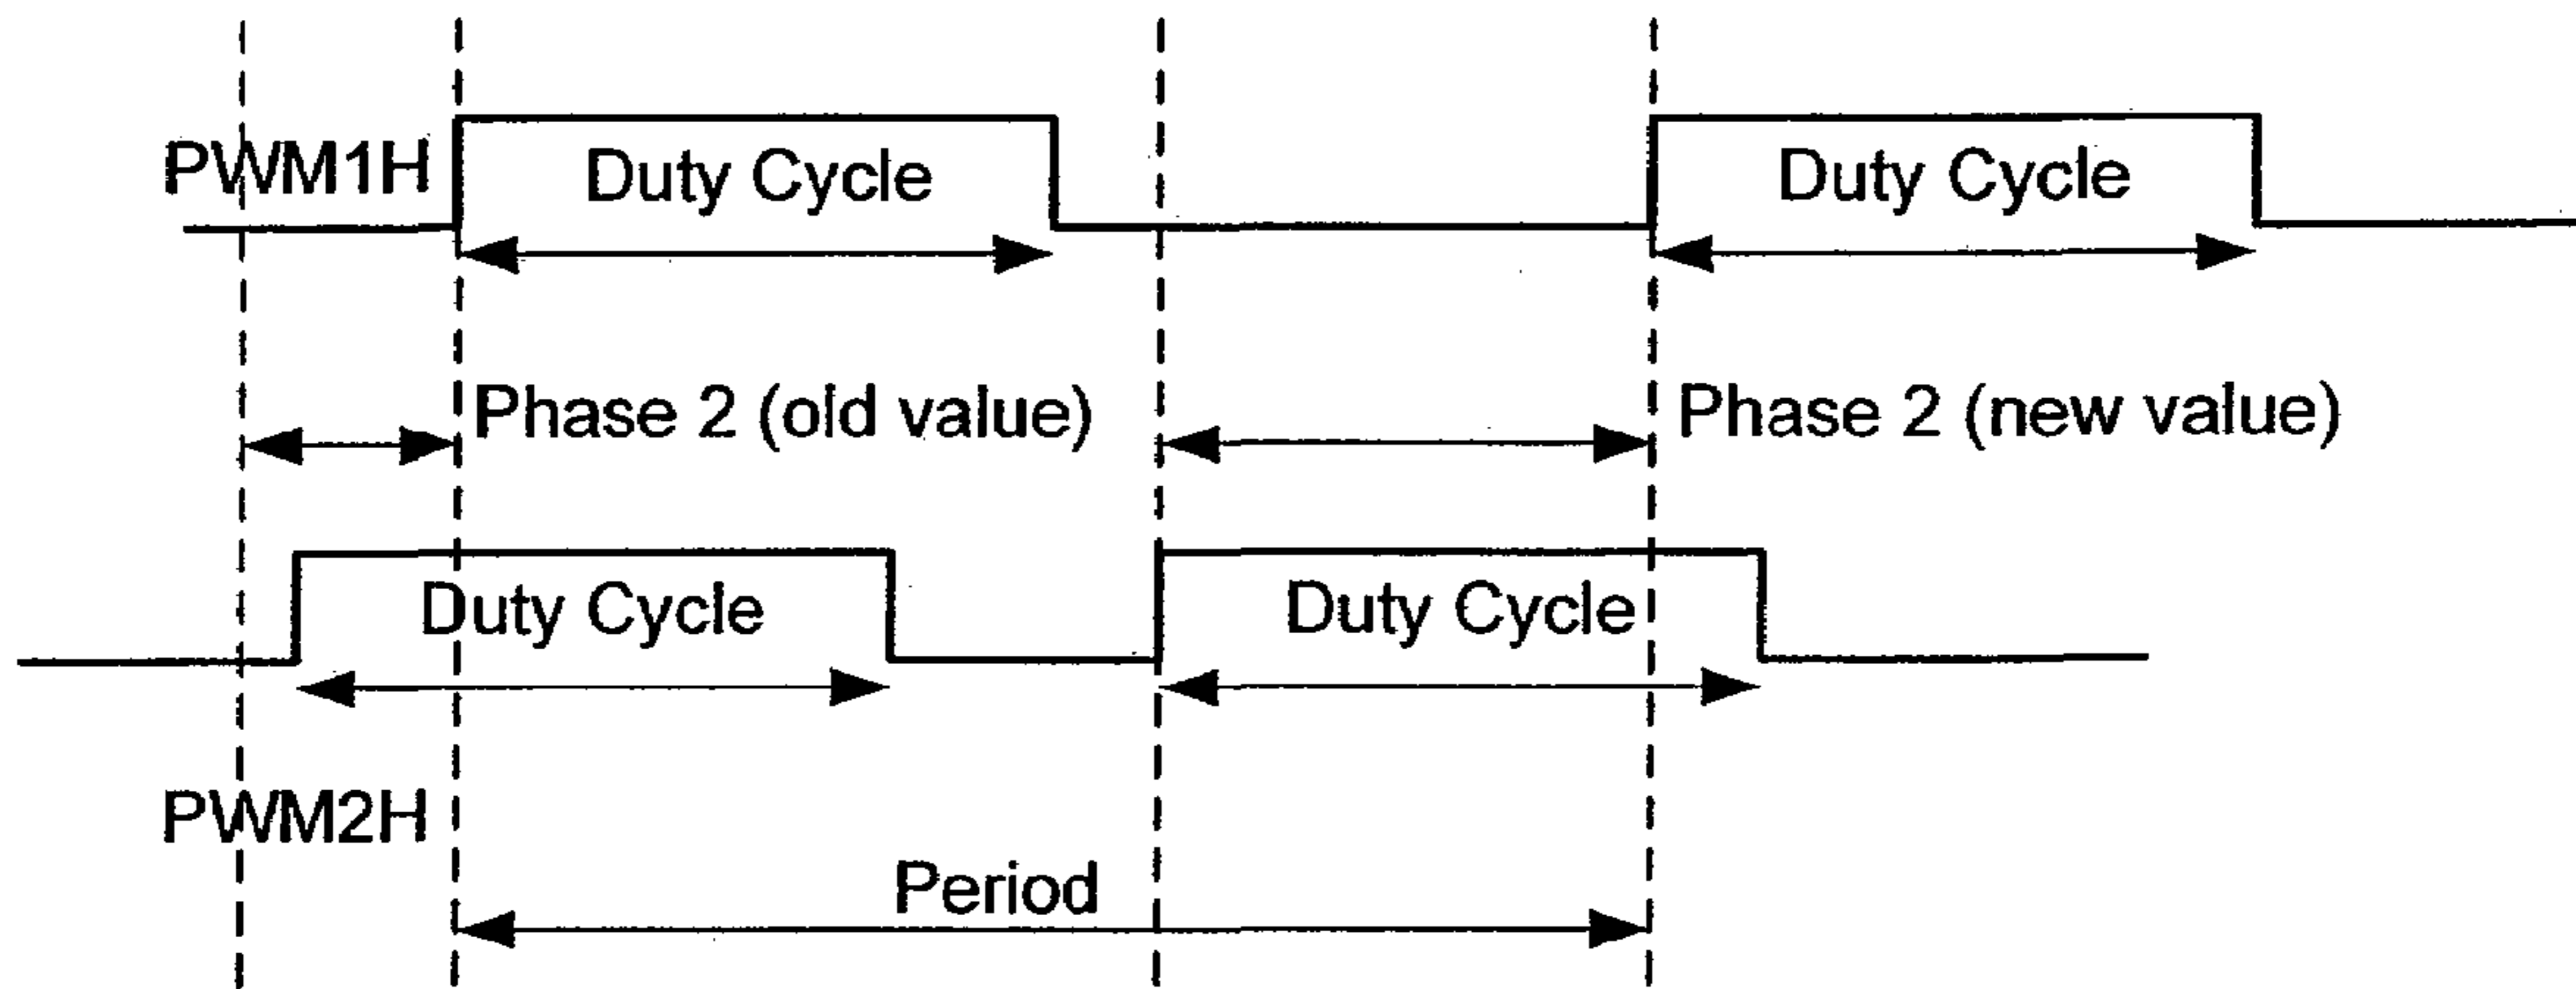 PWM1H
Duty Cycle
Duty Cycle
Phase 2 (old value)
Phase 2 (new value)
Duty Cycle
Duty Cycle
PWM2H
Period